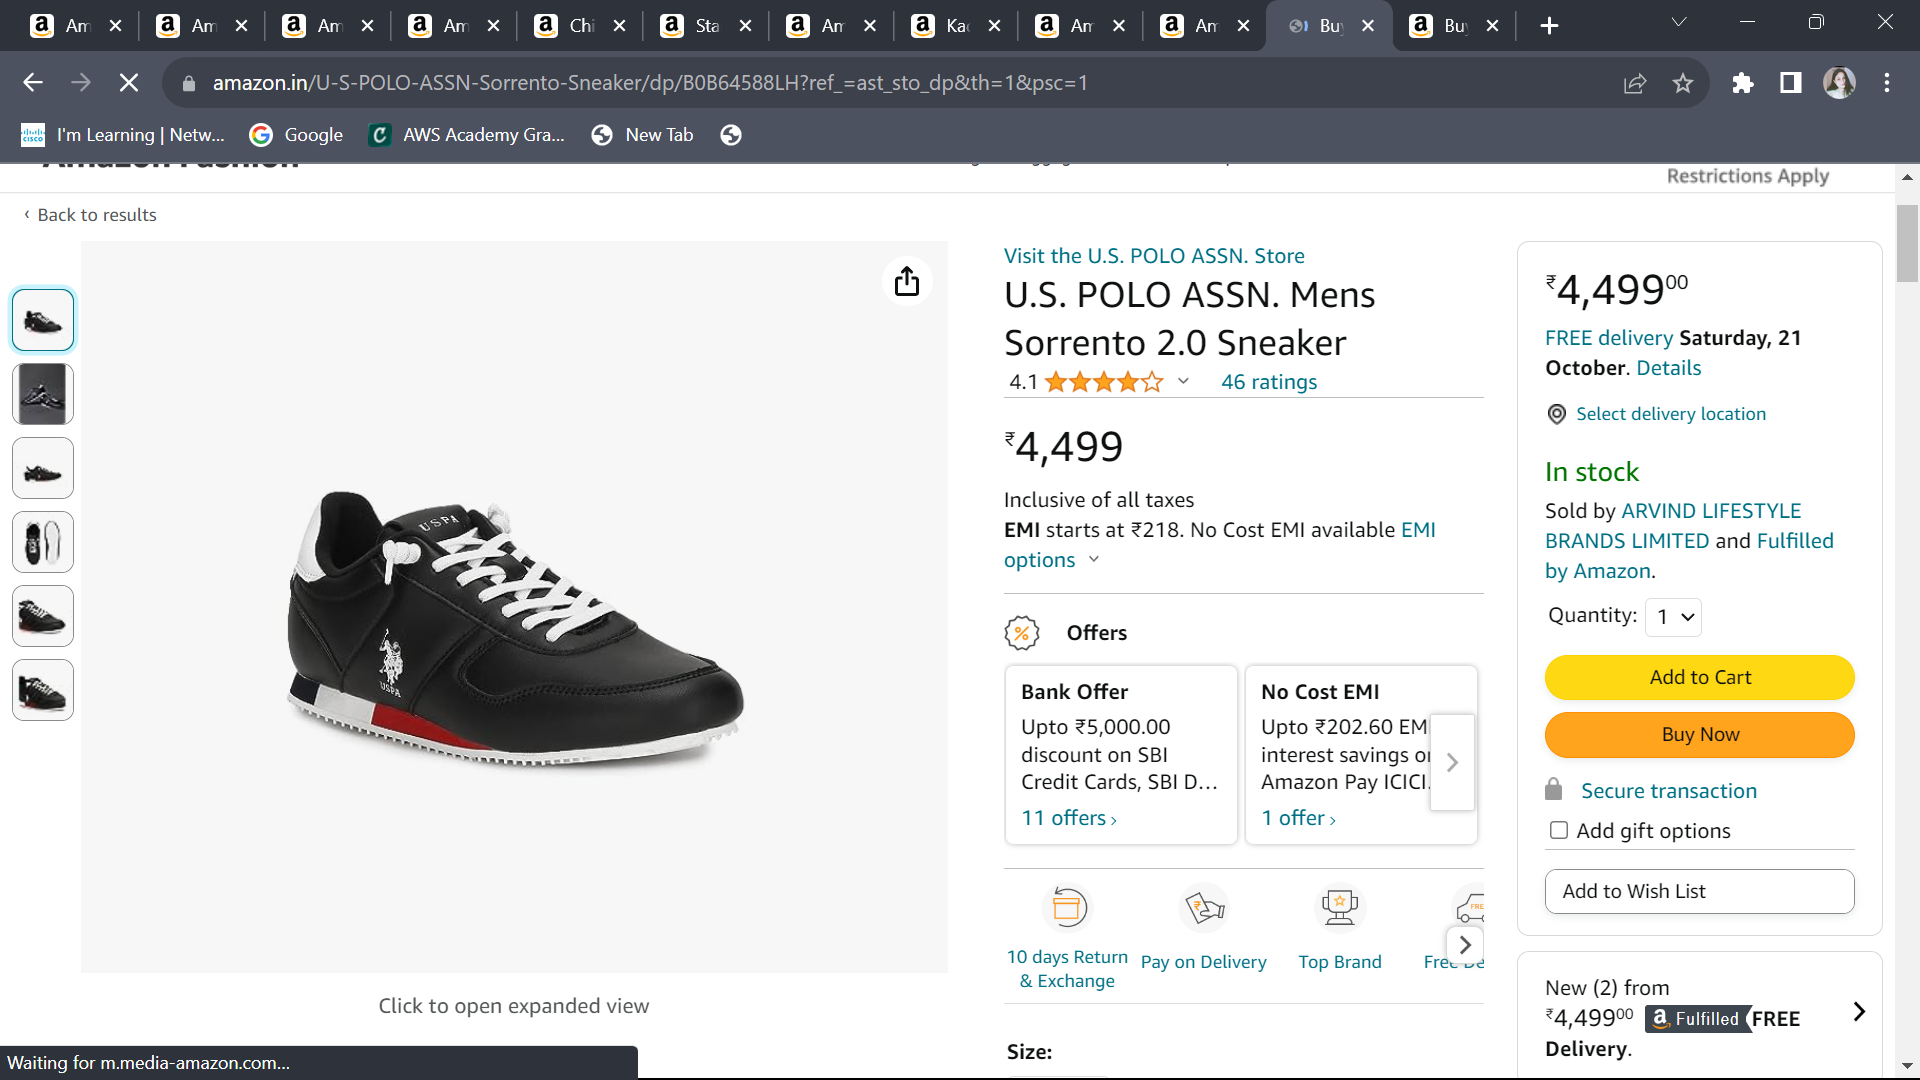 Am
Am
Am
Am
Chi
Sta
Am
Ka
Am
Am
Bu
Bu
amazon.in/U-S-POLO-ASSN-Sorrento-Sneaker/dp/B0B64588LH?ref_=ast_sto_dp&th=1&psc=1
I'm Learning | Netw...
Google
AWS Academy Gra...
New Tab
Amazon Fashion
Restrictions Apply
‹ Back to results
Visit the U.S. POLO ASSN. Store
U.S. POLO ASSN. Mens
Sorrento 2.0 Sneaker
4.1
46 ratings
₹4,499
Inclusive of all taxes
EMI starts at ₹218. No Cost EMI available EMI
options
Offers
Bank Offer
Upto ₹5,000.00
discount on SBI
Credit Cards, SBI D...
11 offers ›
No Cost EMI
Upto ₹202.60 EM
interest savings o
Amazon Pay ICICI.
1 offer ›
10 days Return
& Exchange
Pay on Delivery
Top Brand
FREE
Free De
Size:
USPA
USPA
Click to open expanded view
₹4,49900
FREE delivery Saturday, 21
October. Details
Select delivery location
In stock
Sold by ARVIND LIFESTYLE
BRANDS LIMITED and Fulfilled
by Amazon.
Quantity: 1
Add to Cart
Buy Now
Secure transaction
Add gift options
Add to Wish List
New (2) from
₹4,49900 a Fulfilled FREE
Delivery.
Waiting for m.media-amazon.com...